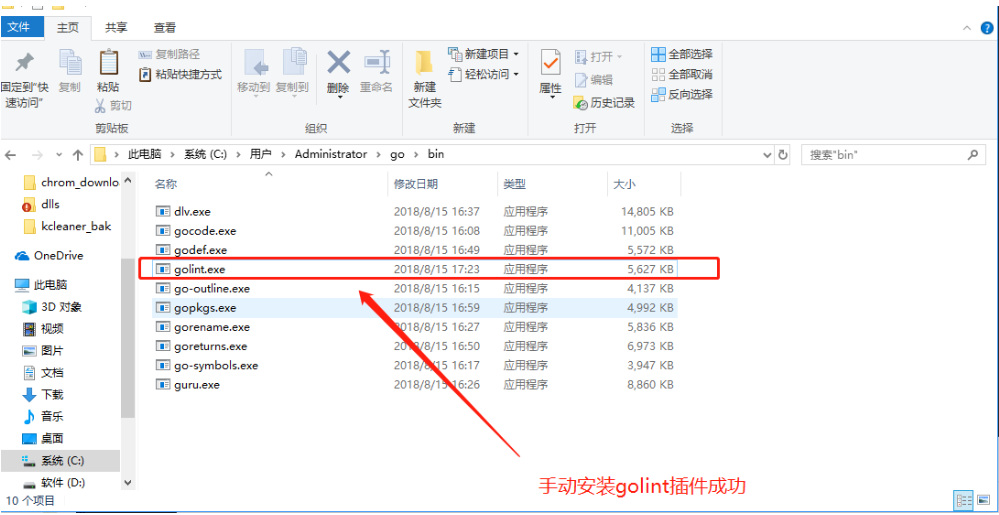 文件 主页 共享 查看
复制路径 新建项目 打开 全部选择
粘贴快捷方式 轻松访问 编辑 全部取消
固定到"快速访问" 复制 粘贴 剪切 移动到 复制到 删除 重命名 新建文件夹 属性 历史记录 反向选择
剪贴板 组织 新建 打开 选择
此电脑 > 系统 (C:) > 用户 > Administrator > go > bin 搜索"bin"
chrom_downlo 名称 修改日期 类型 大小
dlls dlv.exe 2018/8/15 16:37 应用程序 14,805 KB
kcleaner_bak gocode.exe 2018/8/15 16:08 应用程序 11,005 KB
OneDrive godef.exe 2018/8/15 16:49 应用程序 5,572 KB
golint.exe 2018/8/15 17:23 应用程序 5,627 KB
此电脑 go-outline.exe 2018/8/15 16:15 应用程序 4,137 KB
3D 对象 gopkgs.exe 2018/8/15 16:59 应用程序 4,992 KB
视频 gorename.exe 2018/8/15 16:27 应用程序 5,836 KB
图片 goreturns.exe 2018/8/15 16:50 应用程序 6,973 KB
文档 go-symbols.exe 2018/8/15 16:17 应用程序 3,947 KB
下载 guru.exe 2018/8/15 16:26 应用程序 8,860 KB
音乐
桌面
系统 (C:)
软件 (D:)
手动安装golint插件成功
10 个项目